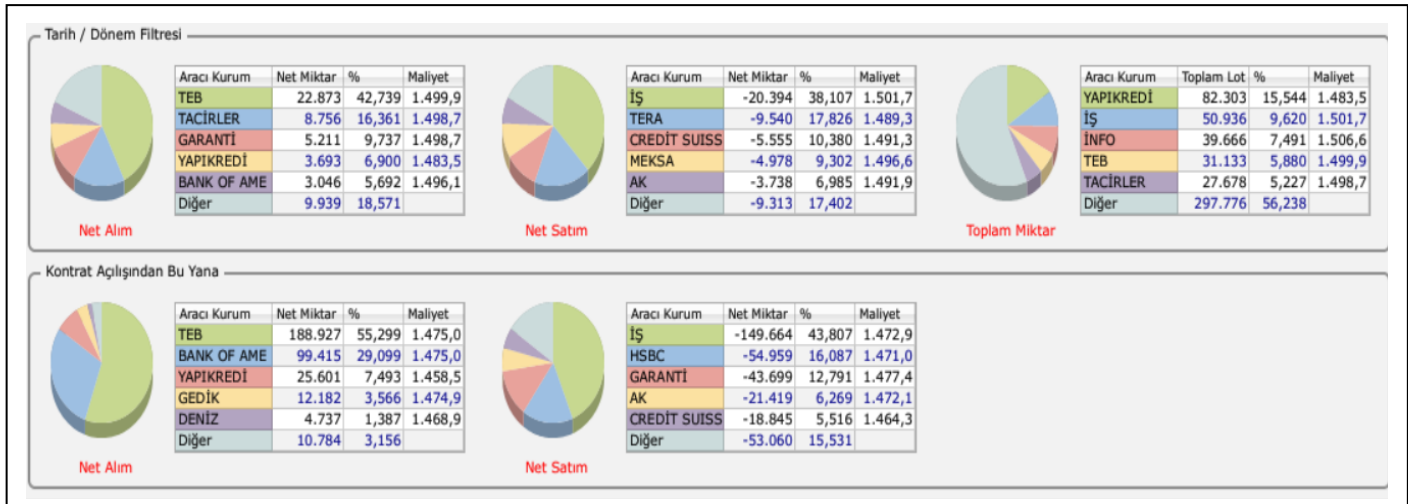 Tarih / Dönem Filtresi
Aracı Kurum Net Miktar % Maliyet
TEB 22.873 42,739 1.499,9
TACİRLER 8.756 16,361 1.498,7
GARANTİ 5.211 9,737 1.498,7
YAPIKREDİ 3.693 6,900 1.483,5
BANK OF AME 3.046 5,692 1.496,1
Diğer 9.939 18,571
Net Alım
Aracı Kurum Net Miktar % Maliyet
İŞ -20.394 38,107 1.501,7
TERA -9.540 17,826 1.489,3
CREDİT SUISS -5.555 10,380 1.491,3
MEKSA -4.978 9,302 1.496,6
AK -3.738 6,985 1.491,9
Diğer -9.313 17,402
Net Satım
Aracı Kurum Toplam Lot % Maliyet
YAPIKREDİ 82.303 15,544 1.483,5
İŞ 50.936 9,620 1.501,7
İNFO 39.666 7,491 1.506,6
TEB 31.133 5,880 1.499,9
TACİRLER 27.678 5,227 1.498,7
Diğer 297.776 56,238
Toplam Miktar
Kontrat Açılışından Bu Yana
Aracı Kurum Net Miktar % Maliyet
TEB 188.927 55,299 1.475,0
BANK OF AME 99.415 29,099 1.475,0
YAPIKREDİ 25.601 7,493 1.458,5
GEDİK 12.182 3,566 1.474,9
DENİZ 4.737 1,387 1.468,9
Diğer 10.784 3,156
Net Alım
Aracı Kurum Net Miktar % Maliyet
İŞ -149.664 43,807 1.472,9
HSBC -54.959 16,087 1.471,0
GARANTİ -43.699 12,791 1.477,4
AK -21.419 6,269 1.472,1
CREDİT SUISS -18.845 5,516 1.464,3
Diğer -53.060 15,531
Net Satım